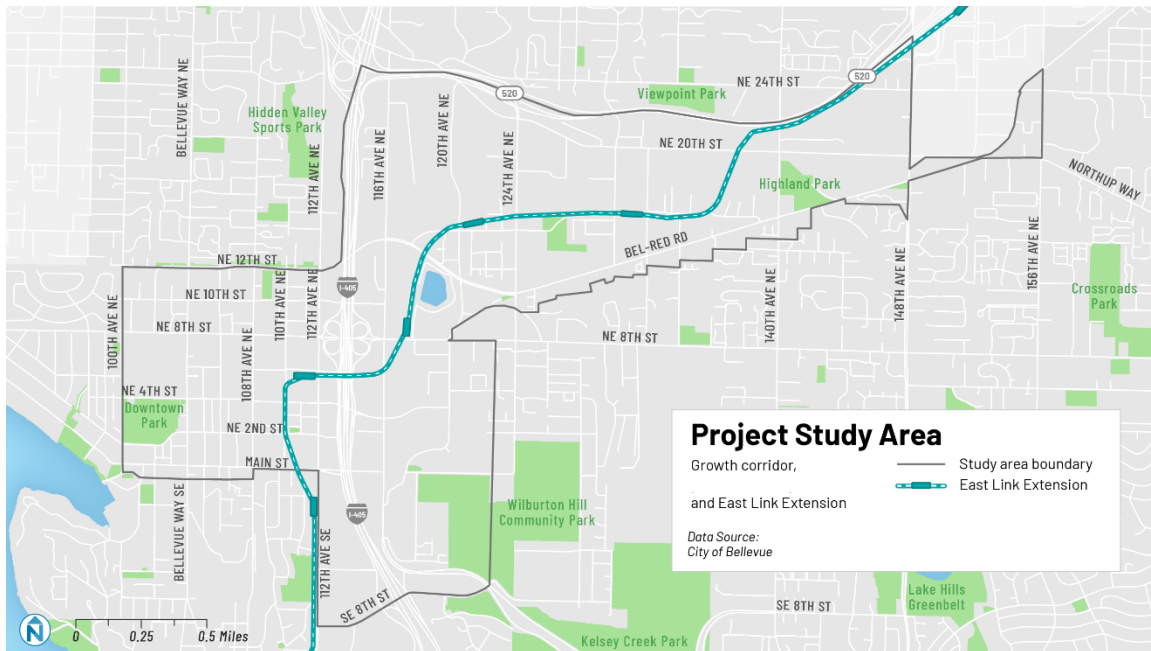 NE 24TH ST
520
520
BELLEVUE WAY NE
Viewpoint Park
Hidden Valley
Sports Park
112TH AVE NE
116TH AVE NE
120TH AVE NE
124TH AVE NE
NE 20TH ST
NORTHUP WAY
Highland Park
BEL-RED RD
NE 12TH ST
I-405
NE 10TH ST
110TH AVE NE
112TH AVE NE
140TH AVE NE
148TH AVE NE
156TH AVE NE
Crossroads
Park
100TH AVE NE
NE 8TH ST
NE 8TH ST
108TH AVE NE
NE 4TH ST
Downtown
Park
NE 2ND ST
MAIN ST
BELLEVUE WAY SE
I-405
112TH AVE SE
Wilburton Hill
Community Park
SE 8TH ST
Kelsey Creek Park
SE 8TH ST
Lake Hills
Greenbelt
Project Study Area
Growth corridor,
and East Link Extension
Study area boundary
East Link Extension
Data Source:
City of Bellevue
N
0 0.25 0.5 Miles